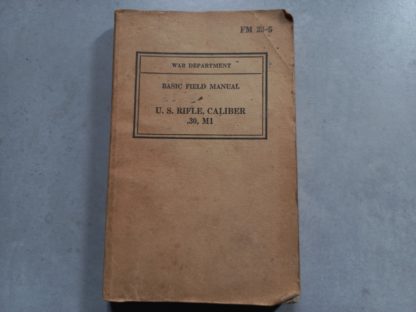 FM 23-5
WAR DEPARTMENT
BASIC FIELD MANUAL
U. S. RIFLE, CALIBER
.30, M1